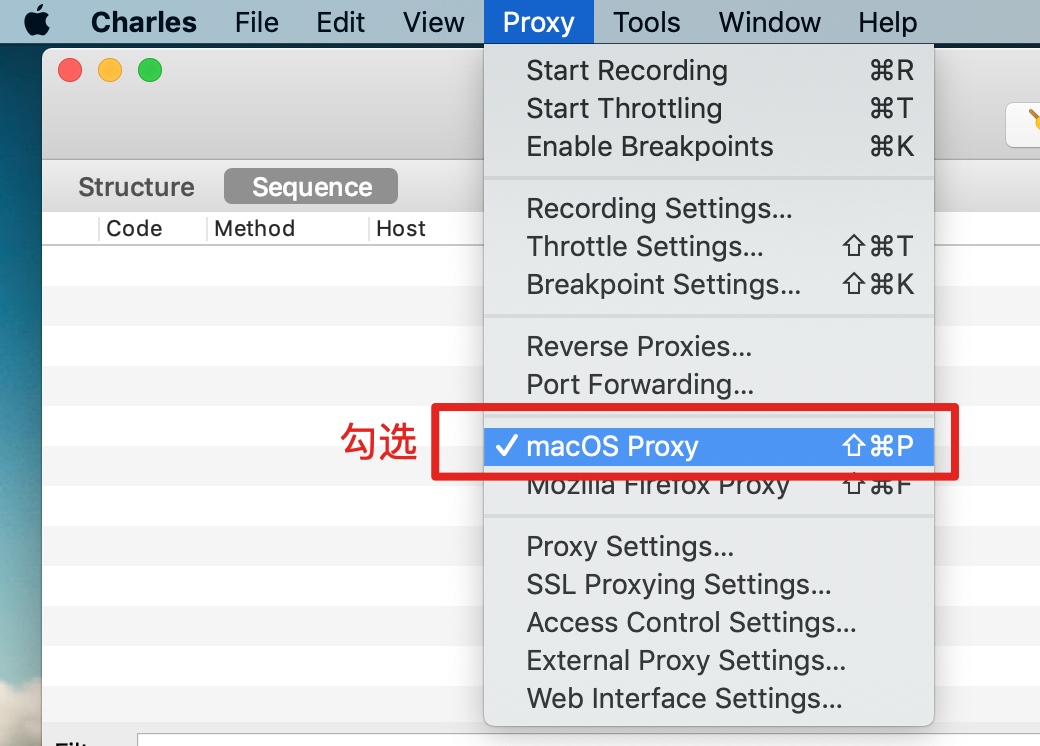 Charles File Edit View Proxy Tools Window Help
Start Recording ⌘R
Start Throttling ⌘T
Enable Breakpoints ⌘K
Structure Sequence
Recording Settings...
Code Method Host
Throttle Settings... ⇧⌘T
Breakpoint Settings... ⇧⌘K
Reverse Proxies...
Port Forwarding...
勾选 ✓ macOS Proxy ⇧⌘P
Mozilla Firefox Proxy ⇧⌘F
Proxy Settings...
SSL Proxying Settings...
Access Control Settings...
External Proxy Settings...
Web Interface Settings...